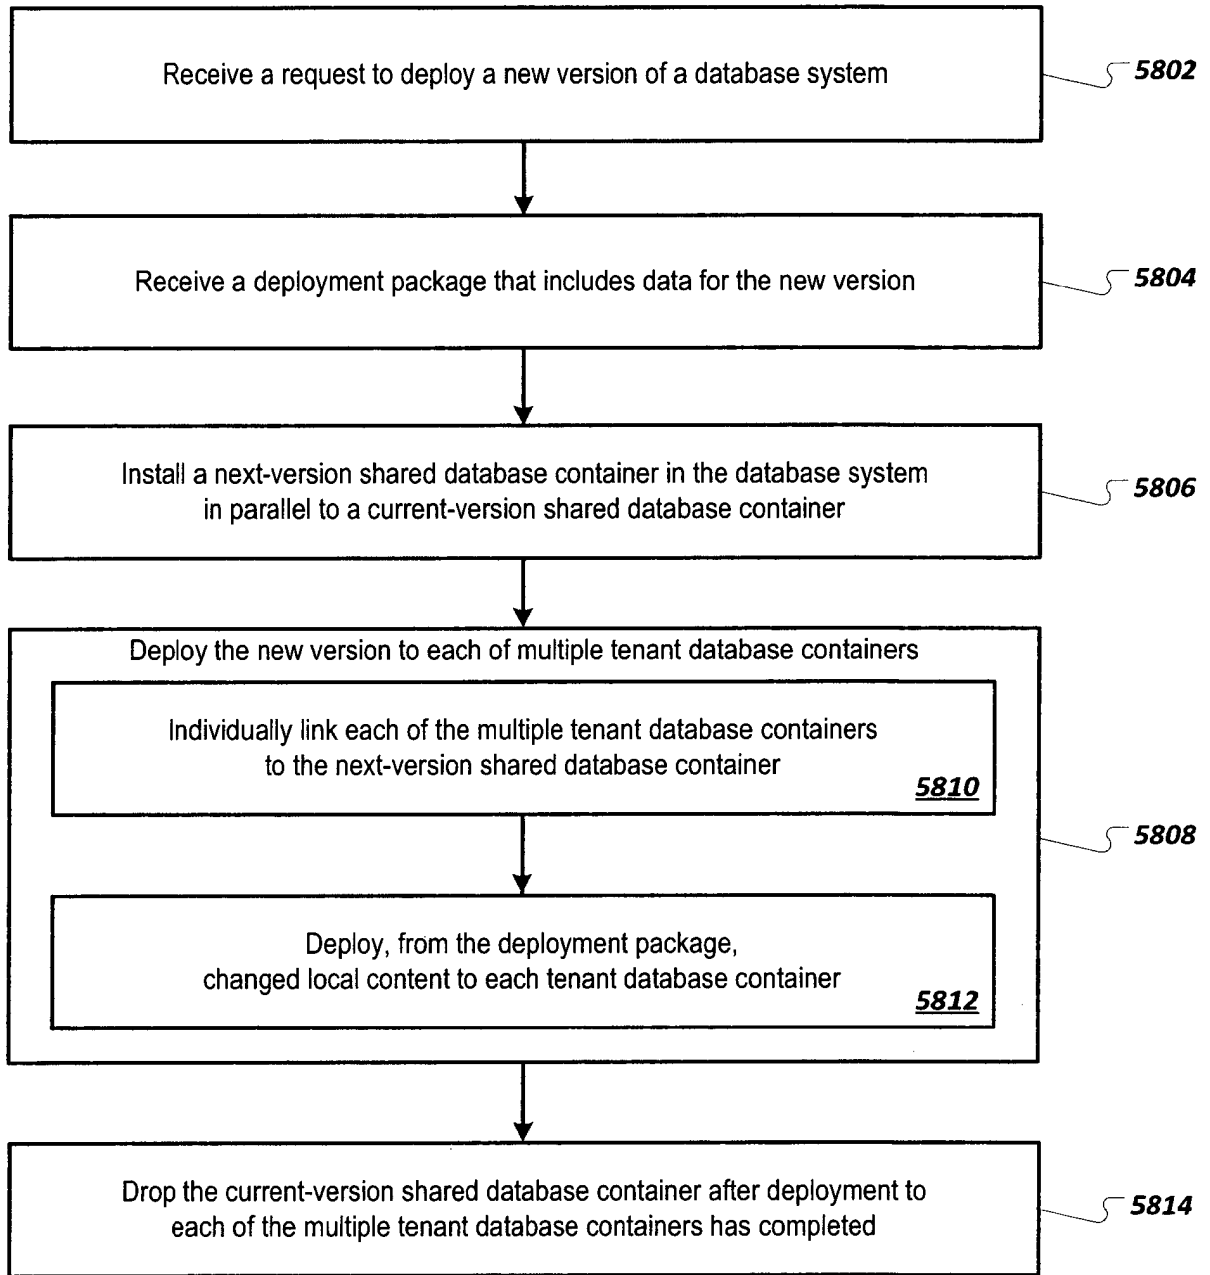 Receive a request to deploy a new version of a database system
5802
Receive a deployment package that includes data for the new version
5804
Install a next-version shared database container in the database system
in parallel to a current-version shared database container
5806
Deploy the new version to each of multiple tenant database containers
Individually link each of the multiple tenant database containers
to the next-version shared database container
5810
5808
Deploy, from the deployment package,
changed local content to each tenant database container
5812
Drop the current-version shared database container after deployment to
each of the multiple tenant database containers has completed
5814